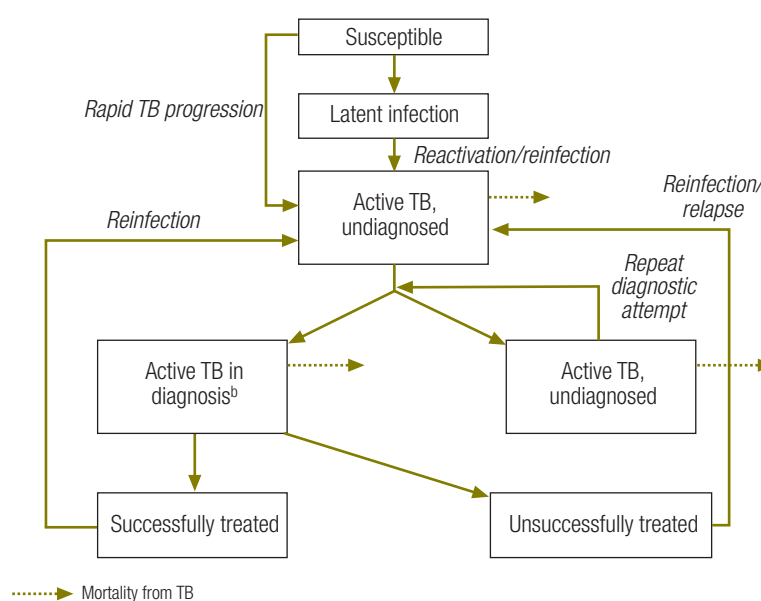 Susceptible
Rapid TB progression
Latent infection
Reactivation/reinfection
Active TB,
undiagnosed
Reinfection/
relapse
Reinfection
Repeat
diagnostic
attempt
Active TB in
diagnosisᵇ
Active TB,
undiagnosed
Successfully treated
Unsuccessfully treated
Mortality from TB